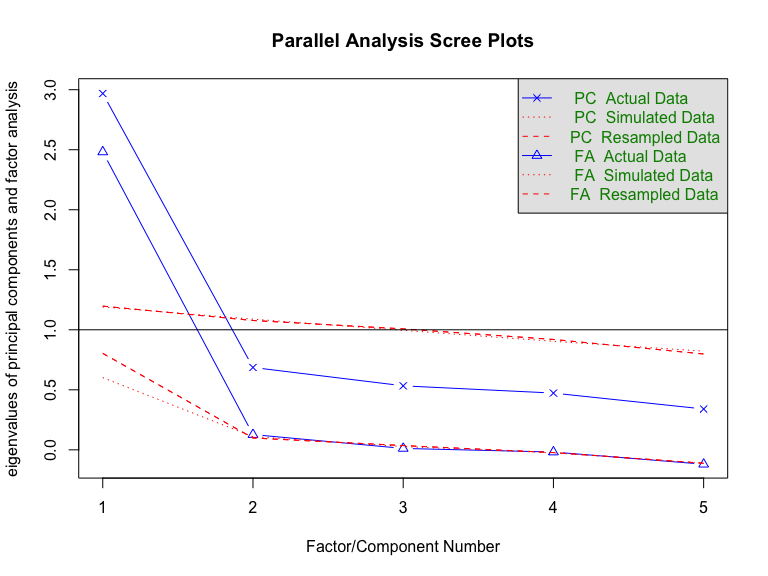 Parallel Analysis Scree Plots
eigenvalues of principal components and factor analysis
3.0
2.5
2.0
1.5
1.0
0.5
0.0
PC Actual Data
PC Simulated Data
PC Resampled Data
FA Actual Data
FA Simulated Data
FA Resampled Data
1 2 3 4 5
Factor/Component Number